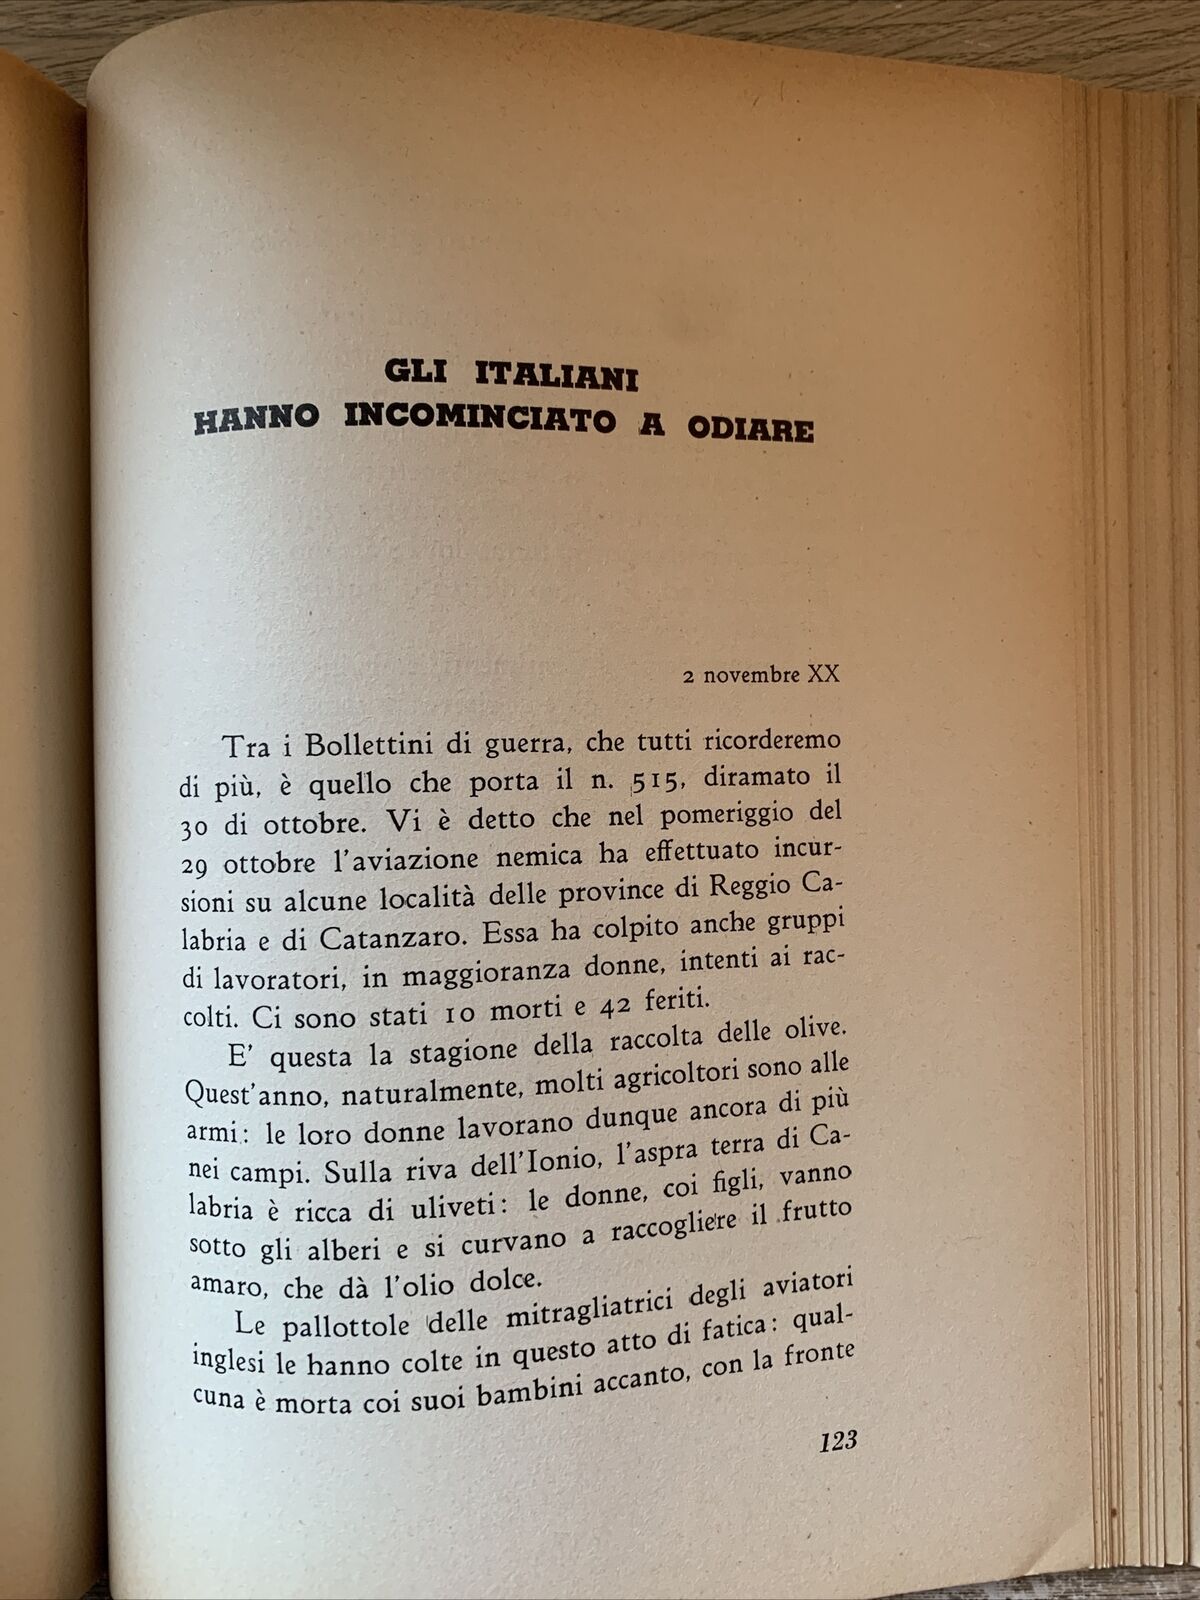 GLI ITALIANI
HANNO INCOMINCIATO A ODIARE
2 novembre XX
Tra i Bollettini di guerra, che tutti ricorderemo
di più, è quello che porta il n. 515, diramato il
30 di ottobre. Vi è detto che nel pomeriggio del
29 ottobre l'aviazione nemica ha effettuato incur-
sioni su alcune località delle province di Reggio Ca-
labria e di Catanzaro. Essa ha colpito anche gruppi
di lavoratori, in maggioranza donne, intenti ai rac-
colti. Ci sono stati 10 morti e 42 feriti.
E' questa la stagione della raccolta delle olive.
Quest'anno, naturalmente, molti agricoltori sono alle
armi: le loro donne lavorano dunque ancora di più
nei campi. Sulla riva dell'Ionio, l'aspra terra di Ca-
labria è ricca di uliveti: le donne, coi figli, vanno
sotto gli alberi e si curvano a raccogliere il frutto
amaro, che dà l'olio dolce.
Le pallottole delle mitragliatrici degli aviatori
inglesi le hanno colte in questo atto di fatica: qual-
cuna è morta coi suoi bambini accanto, con la fronte
123